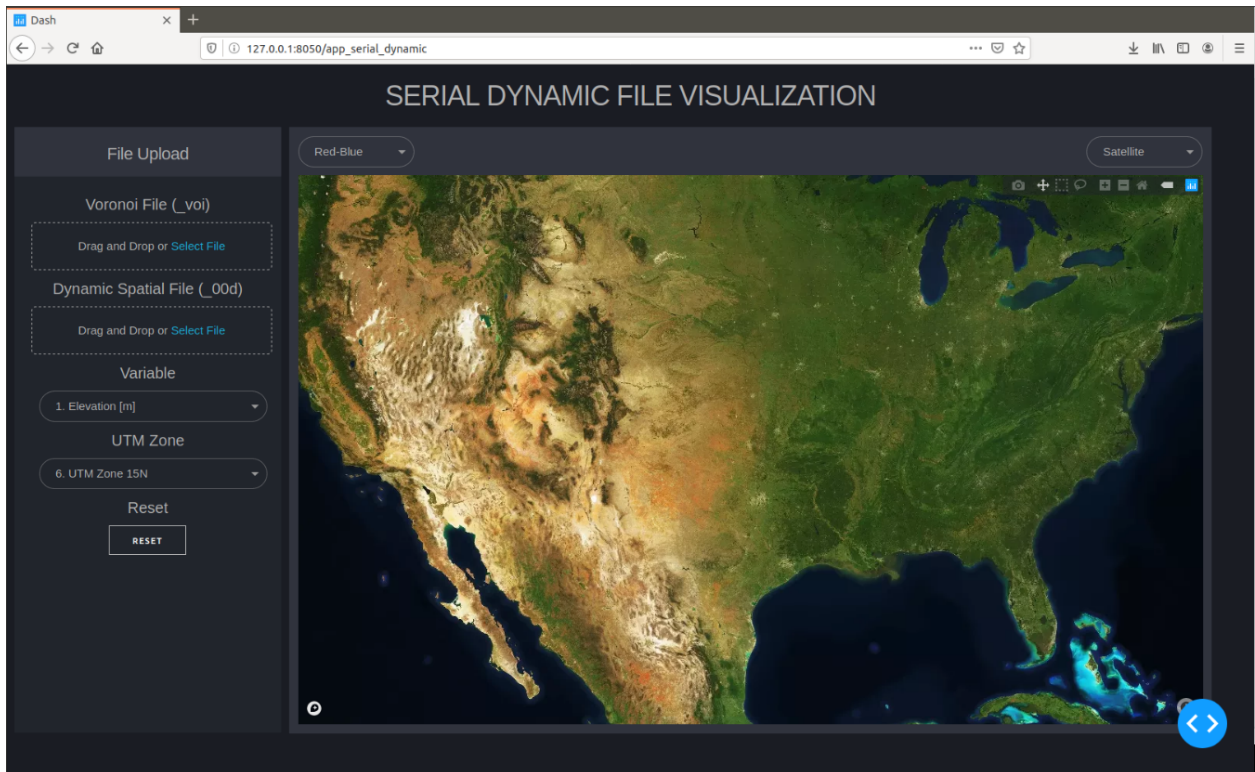 Dash
127.0.0.1:8050/app_serial_dynamic
SERIAL DYNAMIC FILE VISUALIZATION
File Upload
Voronoi File (_voi)
Drag and Drop or Select File
Dynamic Spatial File (_00d)
Drag and Drop or Select File
Variable
1. Elevation [m]
UTM Zone
6. UTM Zone 15N
Reset
RESET
Red-Blue
Satellite